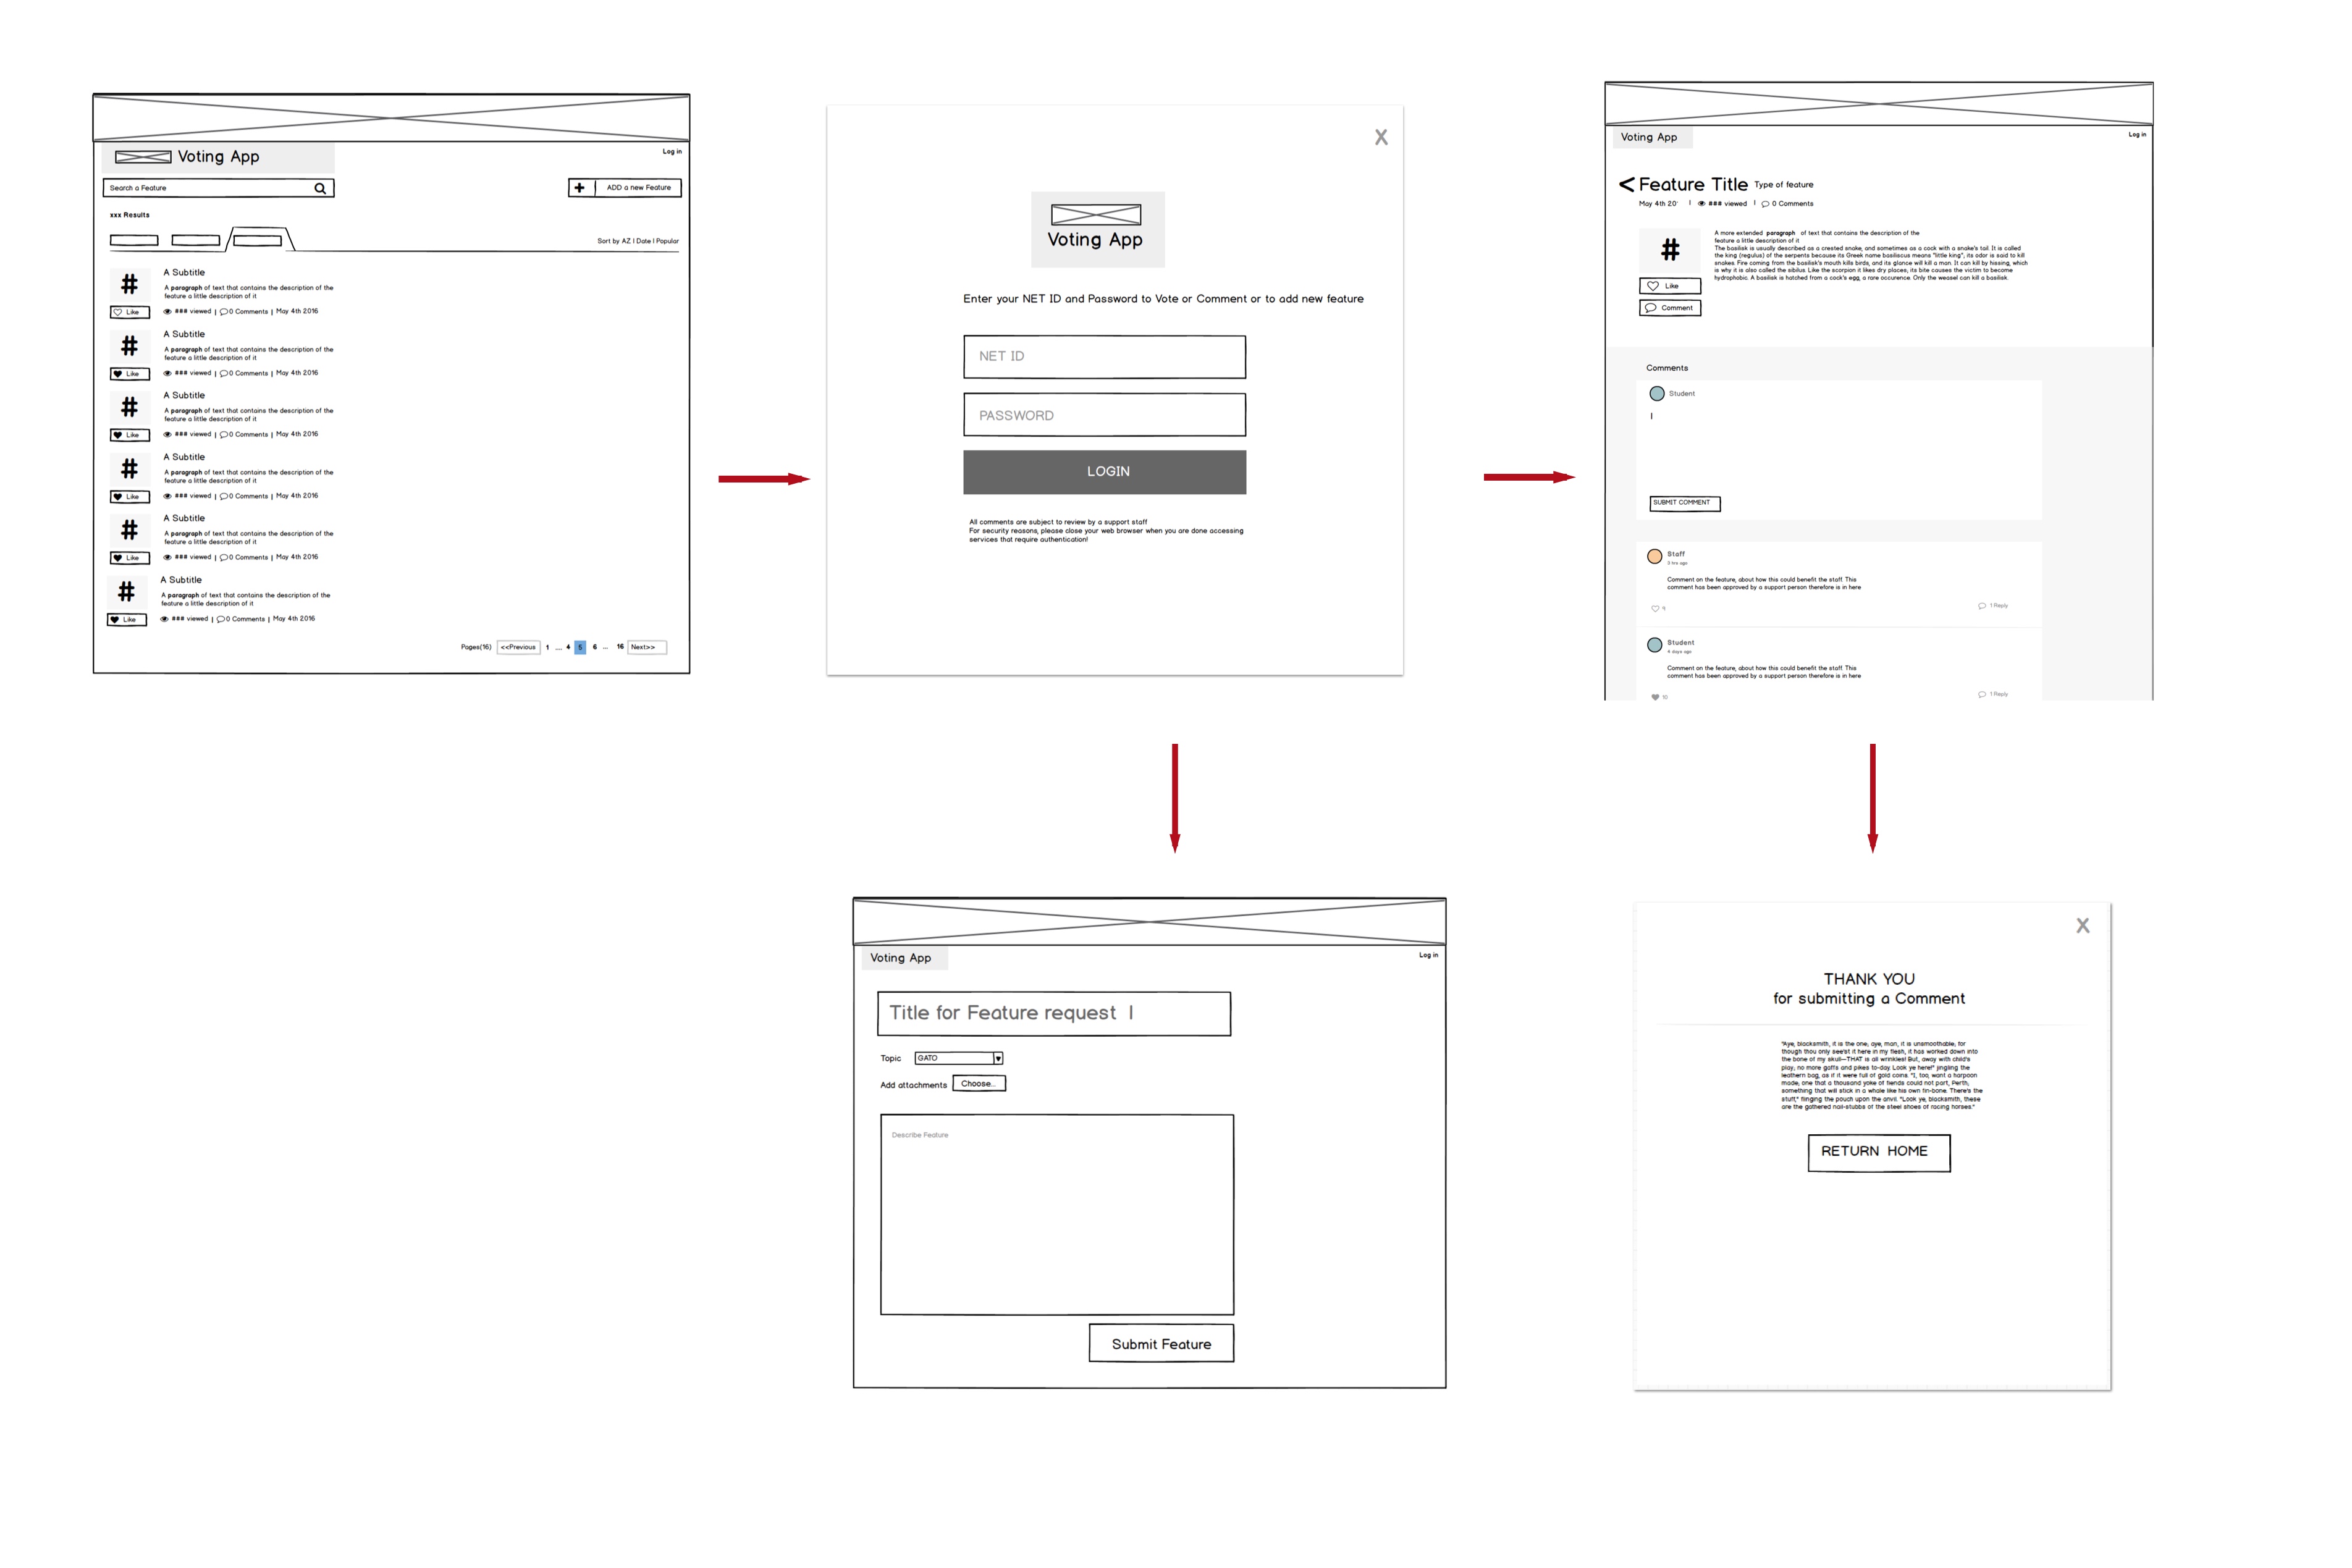 Voting App
Log in
Search a Feature
ADD a new Feature
xxx Results
Sort by AZ | Date | Popular
#
A Subtitle
A paragraph of text that contains the description of the
feature a little description of it
Like
### viewed | 0 Comments | May 4th 2016
#
A Subtitle
A paragraph of text that contains the description of the
feature a little description of it
Like
### viewed | 0 Comments | May 4th 2016
#
A Subtitle
A paragraph of text that contains the description of the
feature a little description of it
Like
### viewed | 0 Comments | May 4th 2016
#
A Subtitle
A paragraph of text that contains the description of the
feature a little description of it
Like
### viewed | 0 Comments | May 4th 2016
#
A Subtitle
A paragraph of text that contains the description of the
feature a little description of it
Like
### viewed | 0 Comments | May 4th 2016
#
A Subtitle
A paragraph of text that contains the description of the
feature a little description of it
Like
### viewed | 0 Comments | May 4th 2016
Pages(16) <<Previous 1 .... 4 5 6 ... 16 Next>>
X
Voting App
Enter your NET ID and Password to Vote or Comment or to add new feature
NET ID
PASSWORD
LOGIN
All comments are subject to review by a support staff
For security reasons, please close your web browser when you are done accessing
services that require authentication!
Voting App
Log in
< Feature Title Type of feature
May 4th 20 | ### viewed | 0 Comments
#
Like
Comment
A more extended paragraph of text that contains the description of the
feature a little description of it
The basilisk is usually described as a crested snake, and sometimes as a cock with a snake's tail. It is called
the king (regulus) of the serpents because its Greek name basiliscus means "little king"; its odor is said to kill
snakes. Fire coming from the basilisk's mouth kills birds, and its glance will kill a man. It can kill by hissing, which
is why it is also called the sibilus. Like the scorpion it likes dry places; its bite causes the victim to become
hydrophobic. A basilisk is hatched from a cock's egg, a rare occurence. Only the weasel can kill a basilisk.
Comments
Student
SUBMIT COMMENT
Staff
3 hrs ago
Comment on the feature, about how this could benefit the staff. This
comment has been approved by a support person therefore is in here
9
1 Reply
Student
4 days ago
Comment on the feature, about how this could benefit the staff. This
comment has been approved by a support person therefore is in here
10
1 Reply
Voting App
Log in
Title for Feature request
Topic GATO
Add attachments Choose...
Describe Feature
Submit Feature
X
THANK YOU
for submitting a Comment
"Aye, blacksmith, it is the one; aye, man, it is unsmoothable; for
though thou only see'st it here in my flesh, it has worked down into
the bone of my skull—THAT is all wrinkles! But, away with child's
play; no more gaffs and pikes to-day. Look ye here!" jingling the
leathern bag, as if it were full of gold coins. "I, too, want a harpoon
made; one that a thousand yoke of fiends could not part, Perth;
something that will stick in a whale like his own fin-bone. There's the
stuff," flinging the pouch upon the anvil. "Look ye, blacksmith, these
are the gathered nail-stubbs of the steel shoes of racing horses."
RETURN HOME